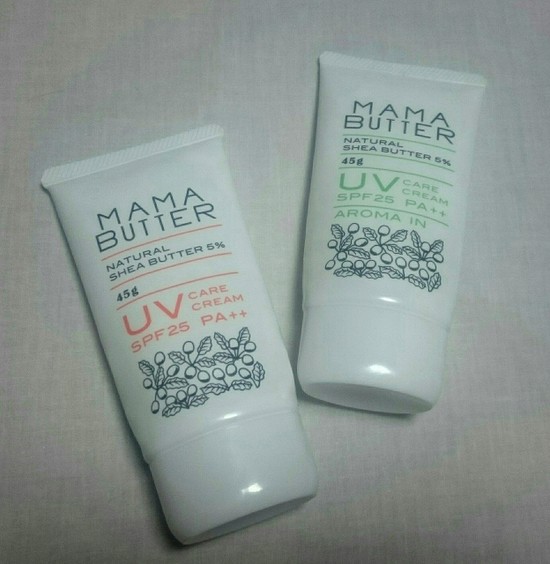 MAMA
BUTTER
NATURAL
SHEA BUTTER 5%
45g
UV CARE CREAM
SPF25 PA++
MAMA
BUTTER
NATURAL
SHEA BUTTER 5%
45g
UV CARE CREAM
SPF25 PA++
AROMA IN